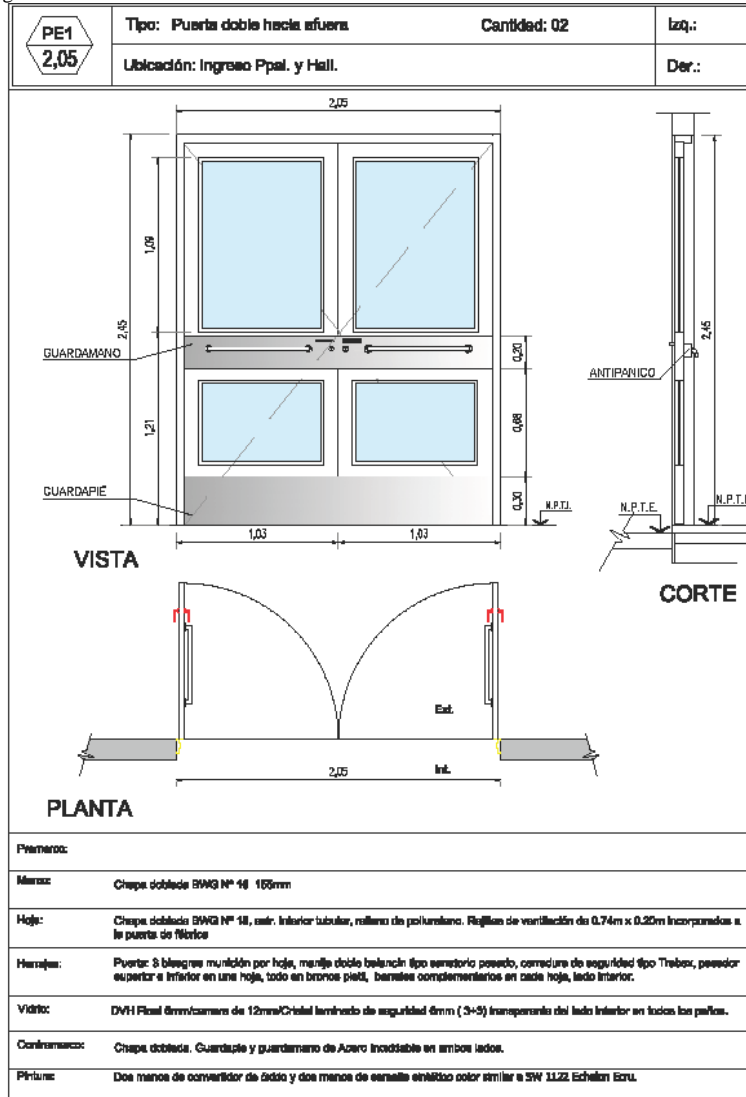 PE1
2,05
Tipo: Puerta doble hacia afuera
Cantidad: 02
Izq.:
Ubicación: Ingreso Ppal. y Hall.
Der.:
2,05
1,09
2,45
GUARDAMANO
1,21
GUARDAPIÉ
0,20
0,68
0,30
N.P.T.I.
1,03
1,03
VISTA
2,45
ANTIPANICO
N.P.T.E.
N.P.T.I
CORTE
Ext.
Int.
2,05
PLANTA
Premarco:
Marco: Chapa doblada BWG Nº 16 155mm
Hoja: Chapa doblada BWG Nº 18, estr. interior tubular, relleno de poliuretano. Rejillas de ventilación de 0.74m x 0.20m incorporadas a
la puerta de fábrica
Herrajes: Puerta: 3 bisagras munición por hoja, manija doble balancín tipo sanatorio pesado, cerradura de seguridad tipo Trabex, pasador
superior e inferior en una hoja, todo en bronce platil, barrales complementarios en cada hoja, lado interior.
Vidrio: DVH Float 6mm/camara de 12mm/Cristal laminado de seguridad 6mm ( 3+3) transparente del lado interior en todos los paños.
Contramarco: Chapa doblada. Guardapie y guardamano de Acero Inoxidable en ambos lados.
Pintura: Dos manos de convertidor de óxido y dos manos de esmalte sintético color similar a SW 1122 Echelon Ecru.